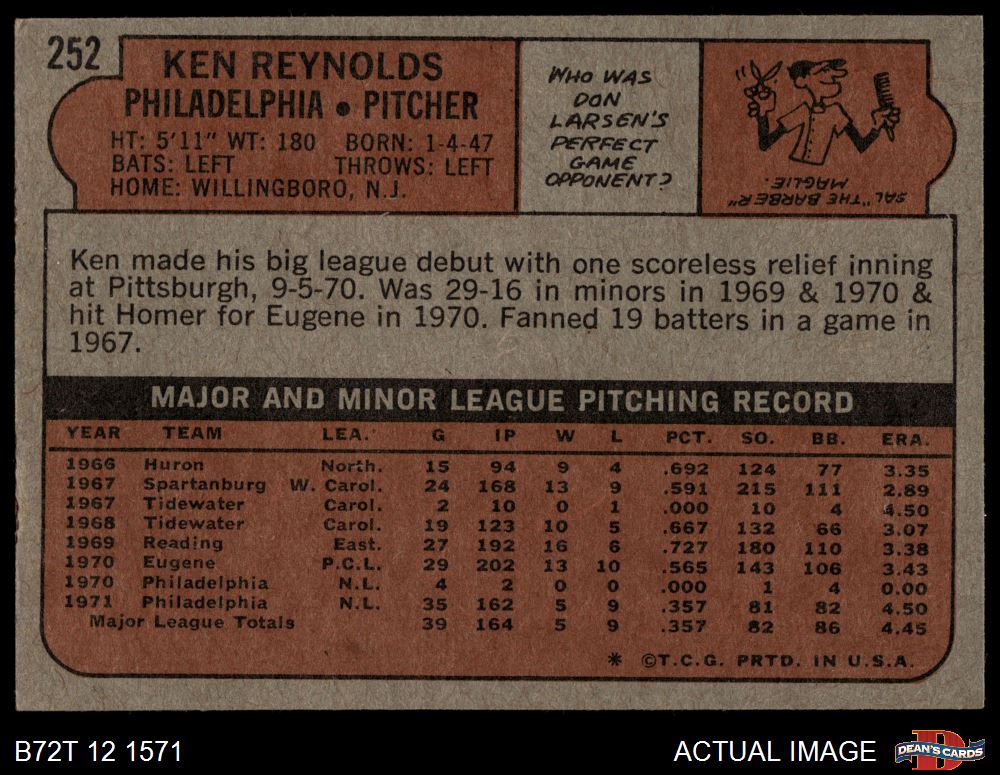 252
KEN REYNOLDS
PHILADELPHIA • PITCHER
HT: 5'11" WT: 180 BORN: 1-4-47
BATS: LEFT THROWS: LEFT
HOME: WILLINGBORO, N.J.
WHO WAS
DON
LARSEN'S
PERFECT
GAME
OPPONENT?
SAL "THE BARBER"
MAGLIE.
Ken made his big league debut with one scoreless relief inning
at Pittsburgh, 9-5-70. Was 29-16 in minors in 1969 & 1970 &
hit Homer for Eugene in 1970. Fanned 19 batters in a game in
1967.
MAJOR AND MINOR LEAGUE PITCHING RECORD
YEAR TEAM LEA. G IP W L PCT. SO. BB. ERA.
1966 Huron North. 15 94 9 4 .692 124 77 3.35
1967 Spartanburg W. Carol. 24 168 13 9 .591 215 111 2.89
1967 Tidewater Carol. 2 10 0 1 .000 10 4 4.50
1968 Tidewater Carol. 19 123 10 5 .667 132 66 3.07
1969 Reading East. 27 192 16 6 .727 180 110 3.38
1970 Eugene P.C.L. 29 202 13 10 .565 143 106 3.43
1970 Philadelphia N.L. 4 2 0 0 .000 1 4 0.00
1971 Philadelphia N.L. 35 162 5 9 .357 81 82 4.50
Major League Totals 39 164 5 9 .357 82 86 4.45
* ©T.C.G. PRTD. IN U.S.A.
B72T 12 1571 ACTUAL IMAGE DEAN'S CARDS